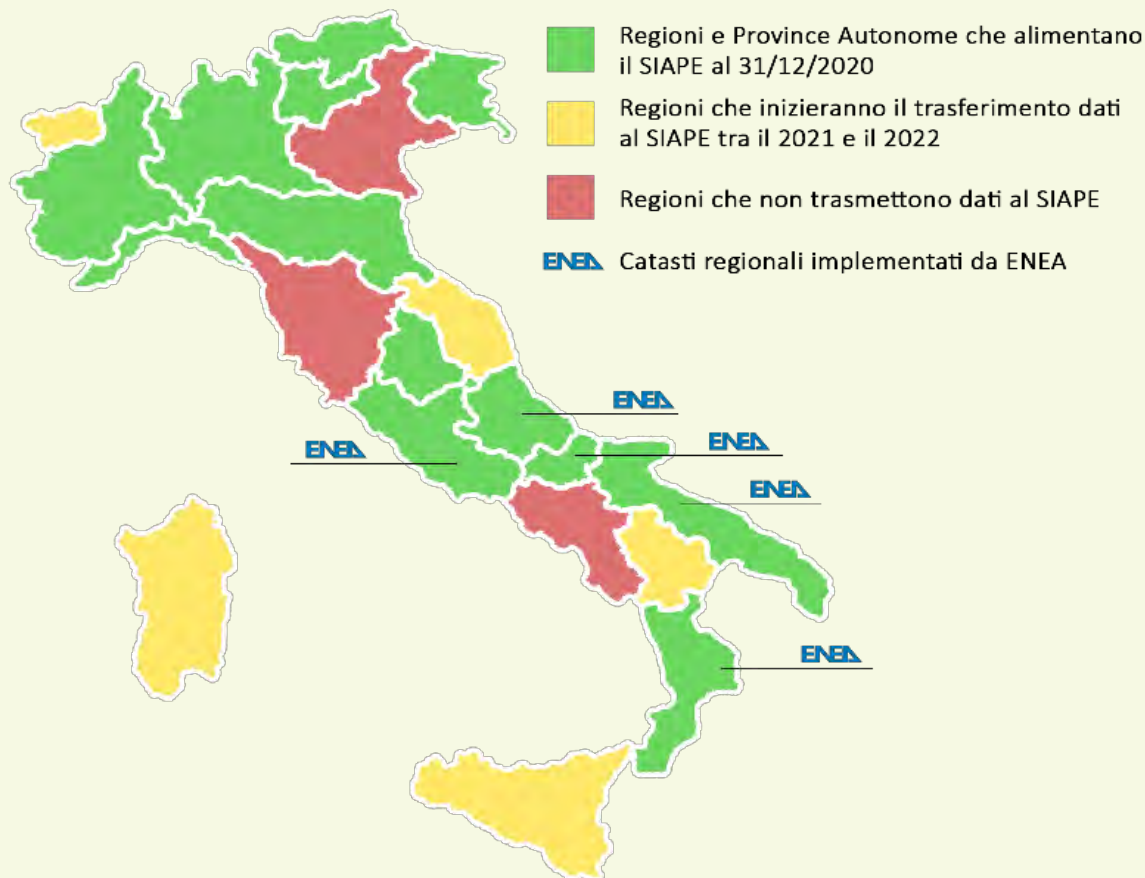 Regioni e Province Autonome che alimentano
il SIAPE al 31/12/2020
Regioni che inizieranno il trasferimento dati
al SIAPE tra il 2021 e il 2022
Regioni che non trasmettono dati al SIAPE
ENEA Catasti regionali implementati da ENEA
ENEA
ENEA
ENEA
ENEA
ENEA